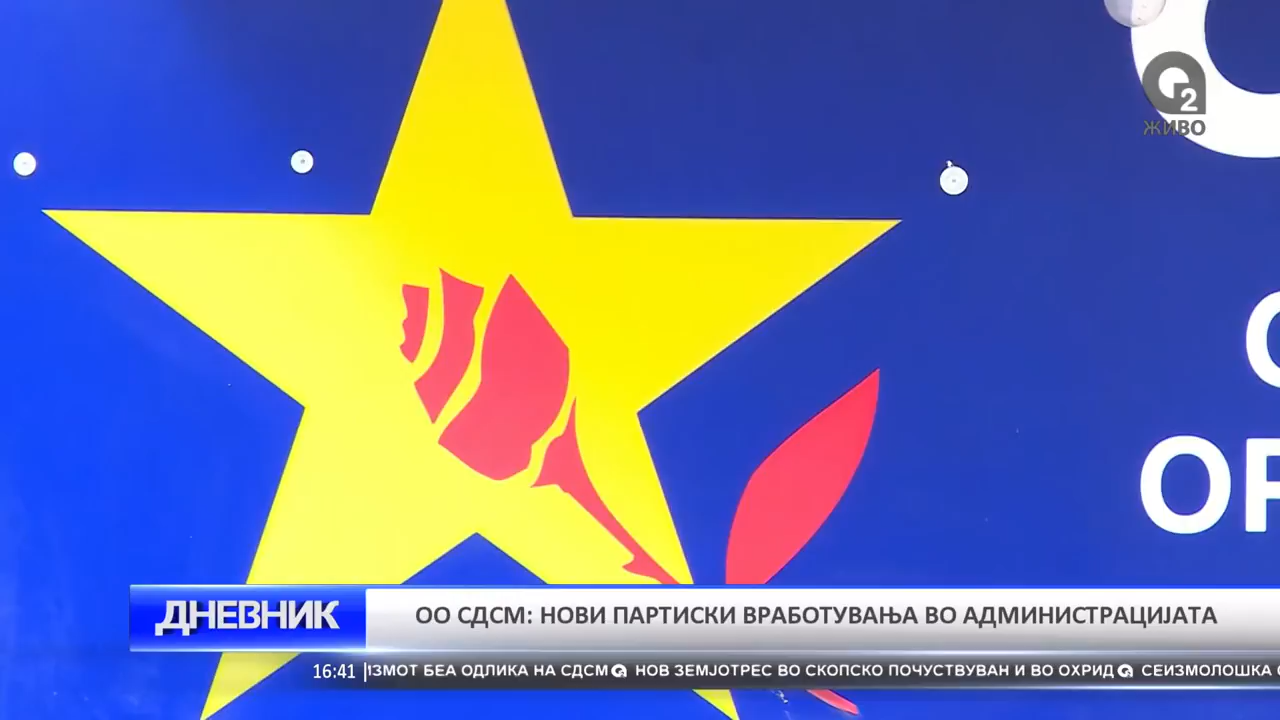 2
ЖИВО
ДНЕВНИК
ОО СДСМ: НОВИ ПАРТИСКИ ВРАБОТУВАЊА ВО АДМИНИСТРАЦИЈАТА
16:41
БЕА ОДЛИКА НА СДСМ НОВ ЗЕМЈОТРЕС ВО СКОПСКО ПОЧУСТВУВАН И ВО ОХРИД СЕИЗМОЛОШКА